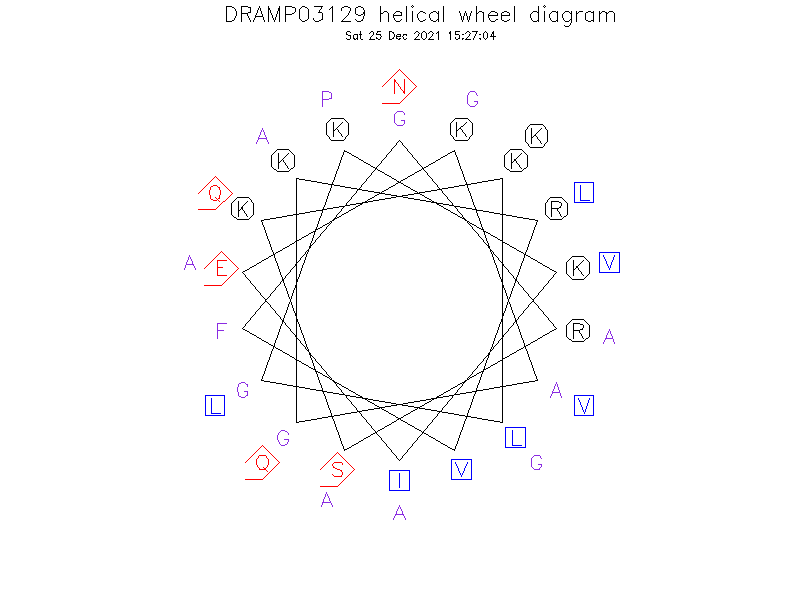 DRAMP03129 helical wheel diagram
Sat 25 Dec 2021 15:27:04
N
P G
G
K K K
A K K
Q K R L
A E K V
F R A
G A V
L
G L
Q S I V G
A A